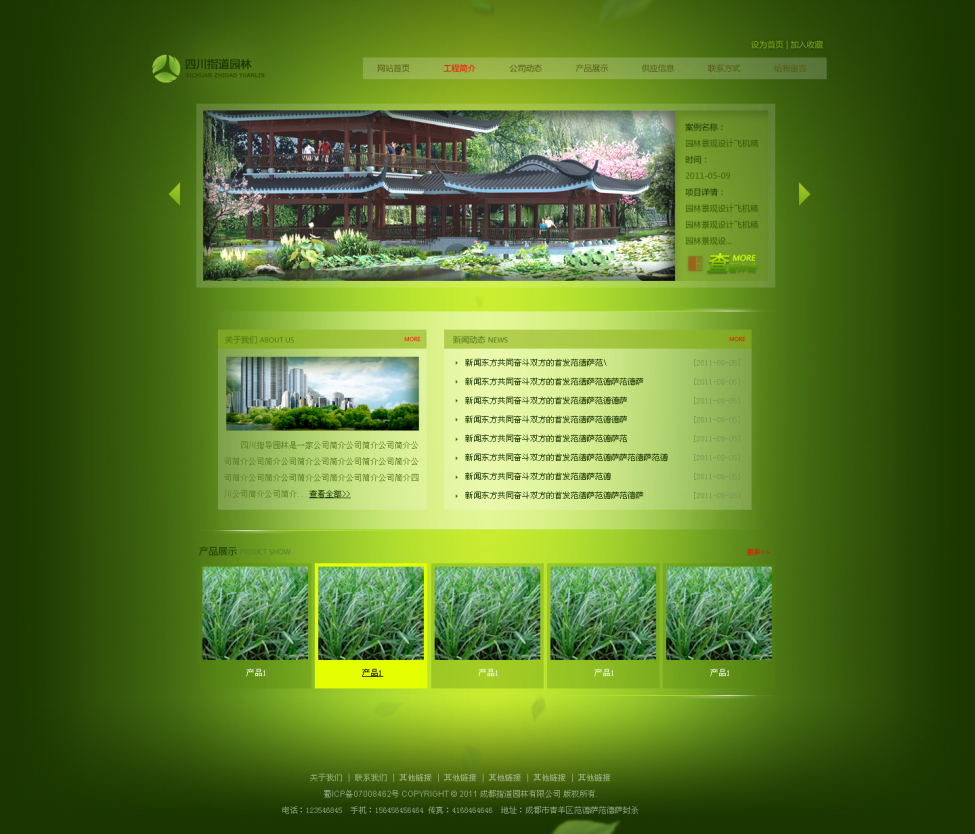 设为首页 | 加入收藏
四川指道园林
SICHUAN ZHIDAO YUANLIN
网站首页 工程简介 公司动态 产品展示 供应信息 联系方式 给我留言
案例名称：
园林景观设计飞机稿
时间：
2011-05-09
项目详情：
园林景观设计飞机稿
园林景观设计飞机稿
园林景观设...
查 MORE
关于我们 ABOUT US MORE
四川指导园林是一家公司简介公司简介公司简介公
司简介公司简介公司简介公司简介公司简介公司简介公
司简介公司简介公司简介公司简介公司简介公司简介四
川公司简介公司简介...查看全部>>
新闻动态 NEWS MORE
新闻东方共同奋斗双方的首发范德萨范\ [2011-09-05]
新闻东方共同奋斗双方的首发范德萨范德萨范德萨 [2011-09-05]
新闻东方共同奋斗双方的首发范德萨范德德萨 [2011-09-05]
新闻东方共同奋斗双方的首发范德萨范德德萨 [2011-09-05]
新闻东方共同奋斗双方的首发范德萨范德萨范 [2011-09-05]
新闻东方共同奋斗双方的首发范德萨范德萨范德萨范德 [2011-09-05]
新闻东方共同奋斗双方的首发范德萨范德 [2011-09-05]
新闻东方共同奋斗双方的首发范德萨范德萨范德萨 [2011-09-05]
产品展示 PRODUCT SHOW 更多>>
产品1 产品1 产品1 产品1 产品1
关于我们 | 联系我们 | 其他链接 | 其他链接 | 其他链接 | 其他链接 | 其他链接
蜀ICP备07008462号 COPYRIGHT © 2011 成都指道园林有限公司 版权所有.
电话：123546845 手机：156456456464 传真：4168464646 地址：成都市青羊区范德萨范德萨封杀